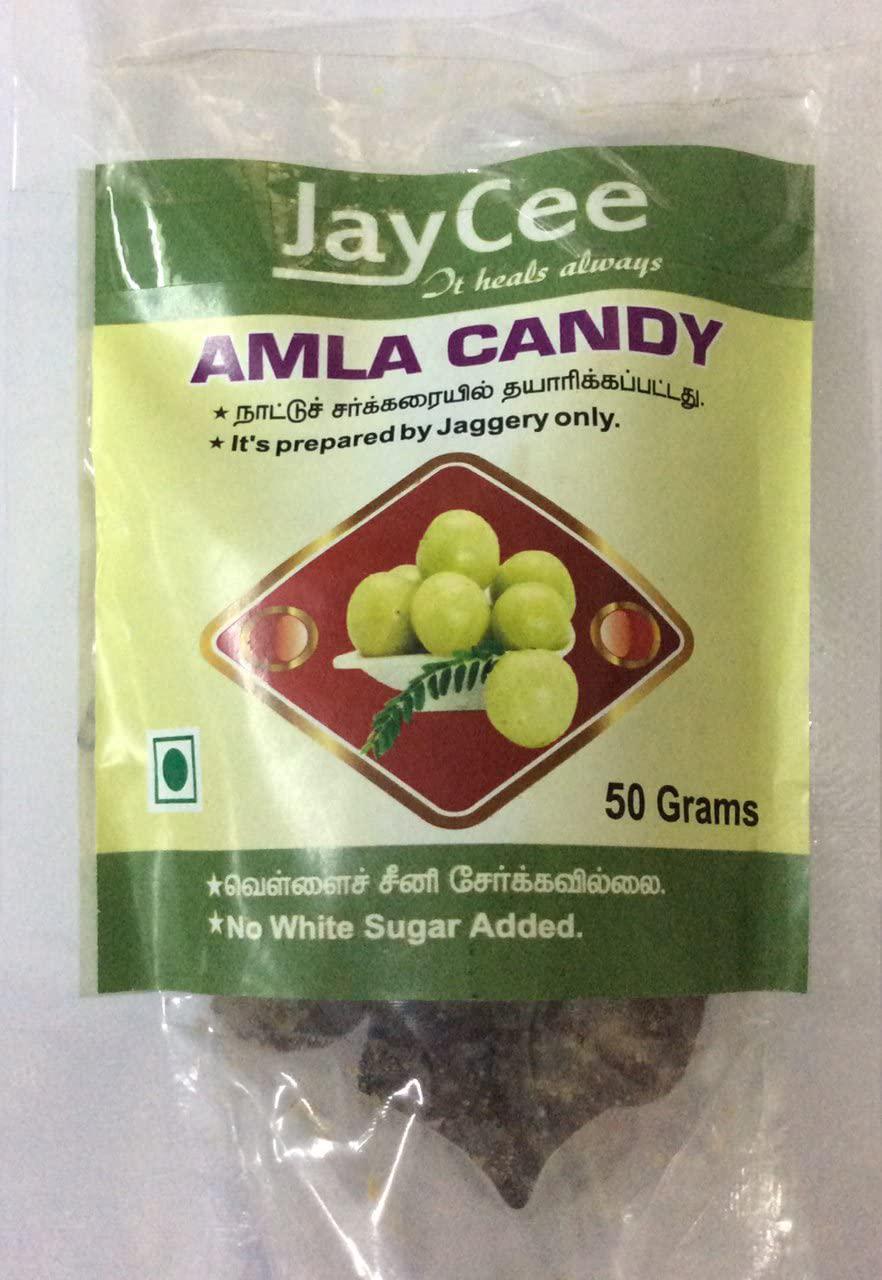 JayCee
It heals always
AMLA CANDY
★ நாட்டுச் சர்க்கரையில் தயாரிக்கப்பட்டது.
★ It's prepared by Jaggery only.
50 Grams
★வெள்ளைச் சீனி சேர்க்கவில்லை.
★No White Sugar Added.